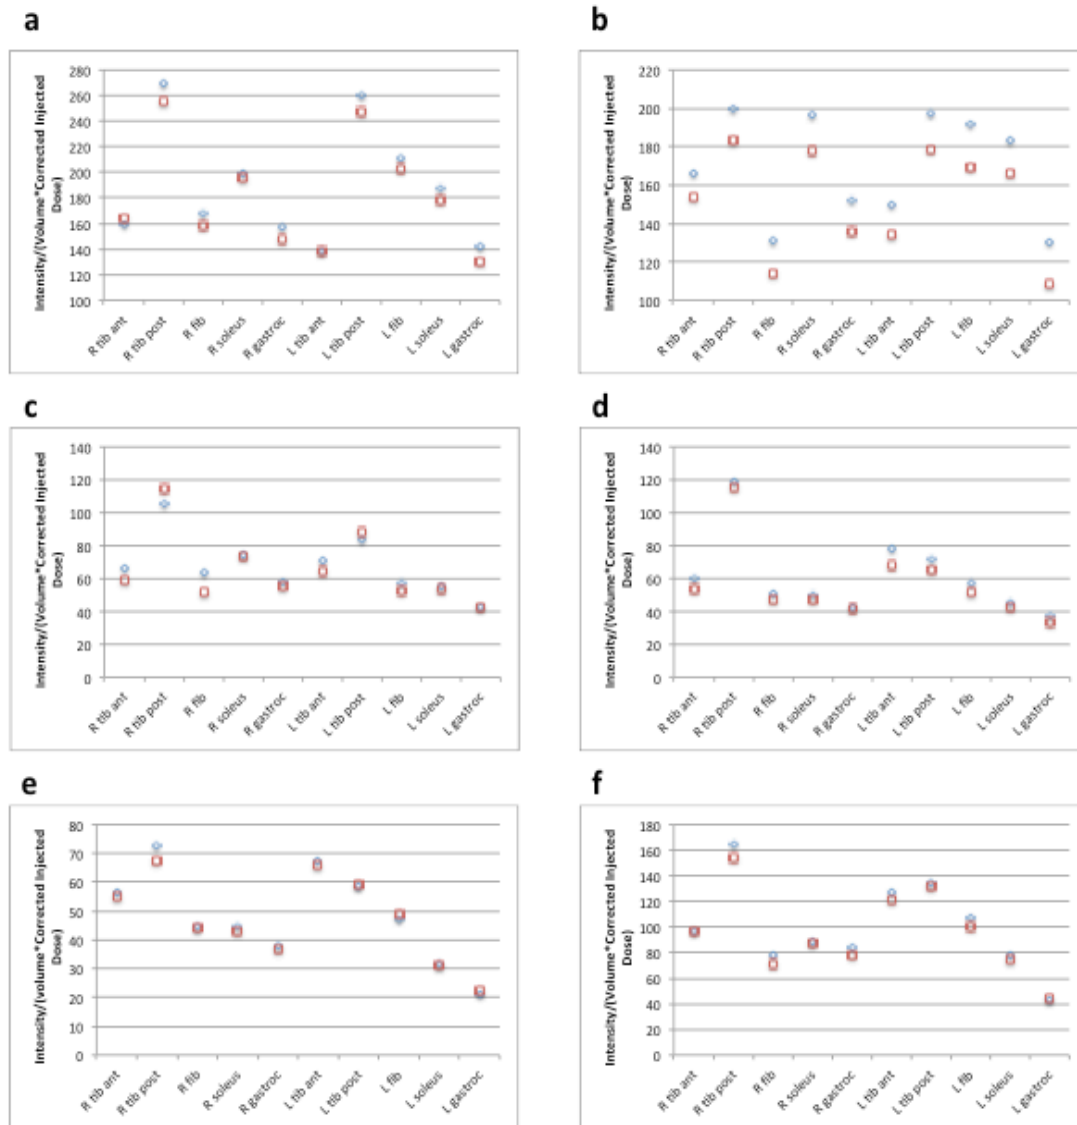 a
Intensity/(Volume*Corrected Injected
Dose)
280
260
240
220
200
180
160
140
120
100
R tib ant
R tib post
R fib
R soleus
R gastroc
L tib ant
L tib post
L fib
L soleus
L gastroc
b
Intensity/(Volume*Corrected Injected
Dose)
220
200
180
160
140
120
100
R tib ant
R tib post
R fib
R soleus
R gastroc
L tib ant
L tib post
L fib
L soleus
L gastroc
c
Intensity/(Volume*Corrected Injected
Dose)
140
120
100
80
60
40
20
0
R tib ant
R tib post
R fib
R soleus
R gastroc
L tib ant
L tib post
L fib
L soleus
L gastroc
d
Intensity/(Volume*Corrected Injected
Dose)
140
120
100
80
60
40
20
0
R tib ant
R tib post
R fib
R soleus
R gastroc
L tib ant
L tib post
L fib
L soleus
L gastroc
e
Intensity/(volume*Corrected Injected
Dose)
80
70
60
50
40
30
20
10
0
R tib ant
R tib post
R fib
R soleus
R gastroc
L tib ant
L tib post
L fib
L soleus
L gastroc
f
Intensity/(Volume*Corrected Injected
Dose)
180
160
140
120
100
80
60
40
20
0
R tib ant
R tib post
R fib
R soleus
R gastroc
L tib ant
L tib post
L fib
L soleus
L gastroc